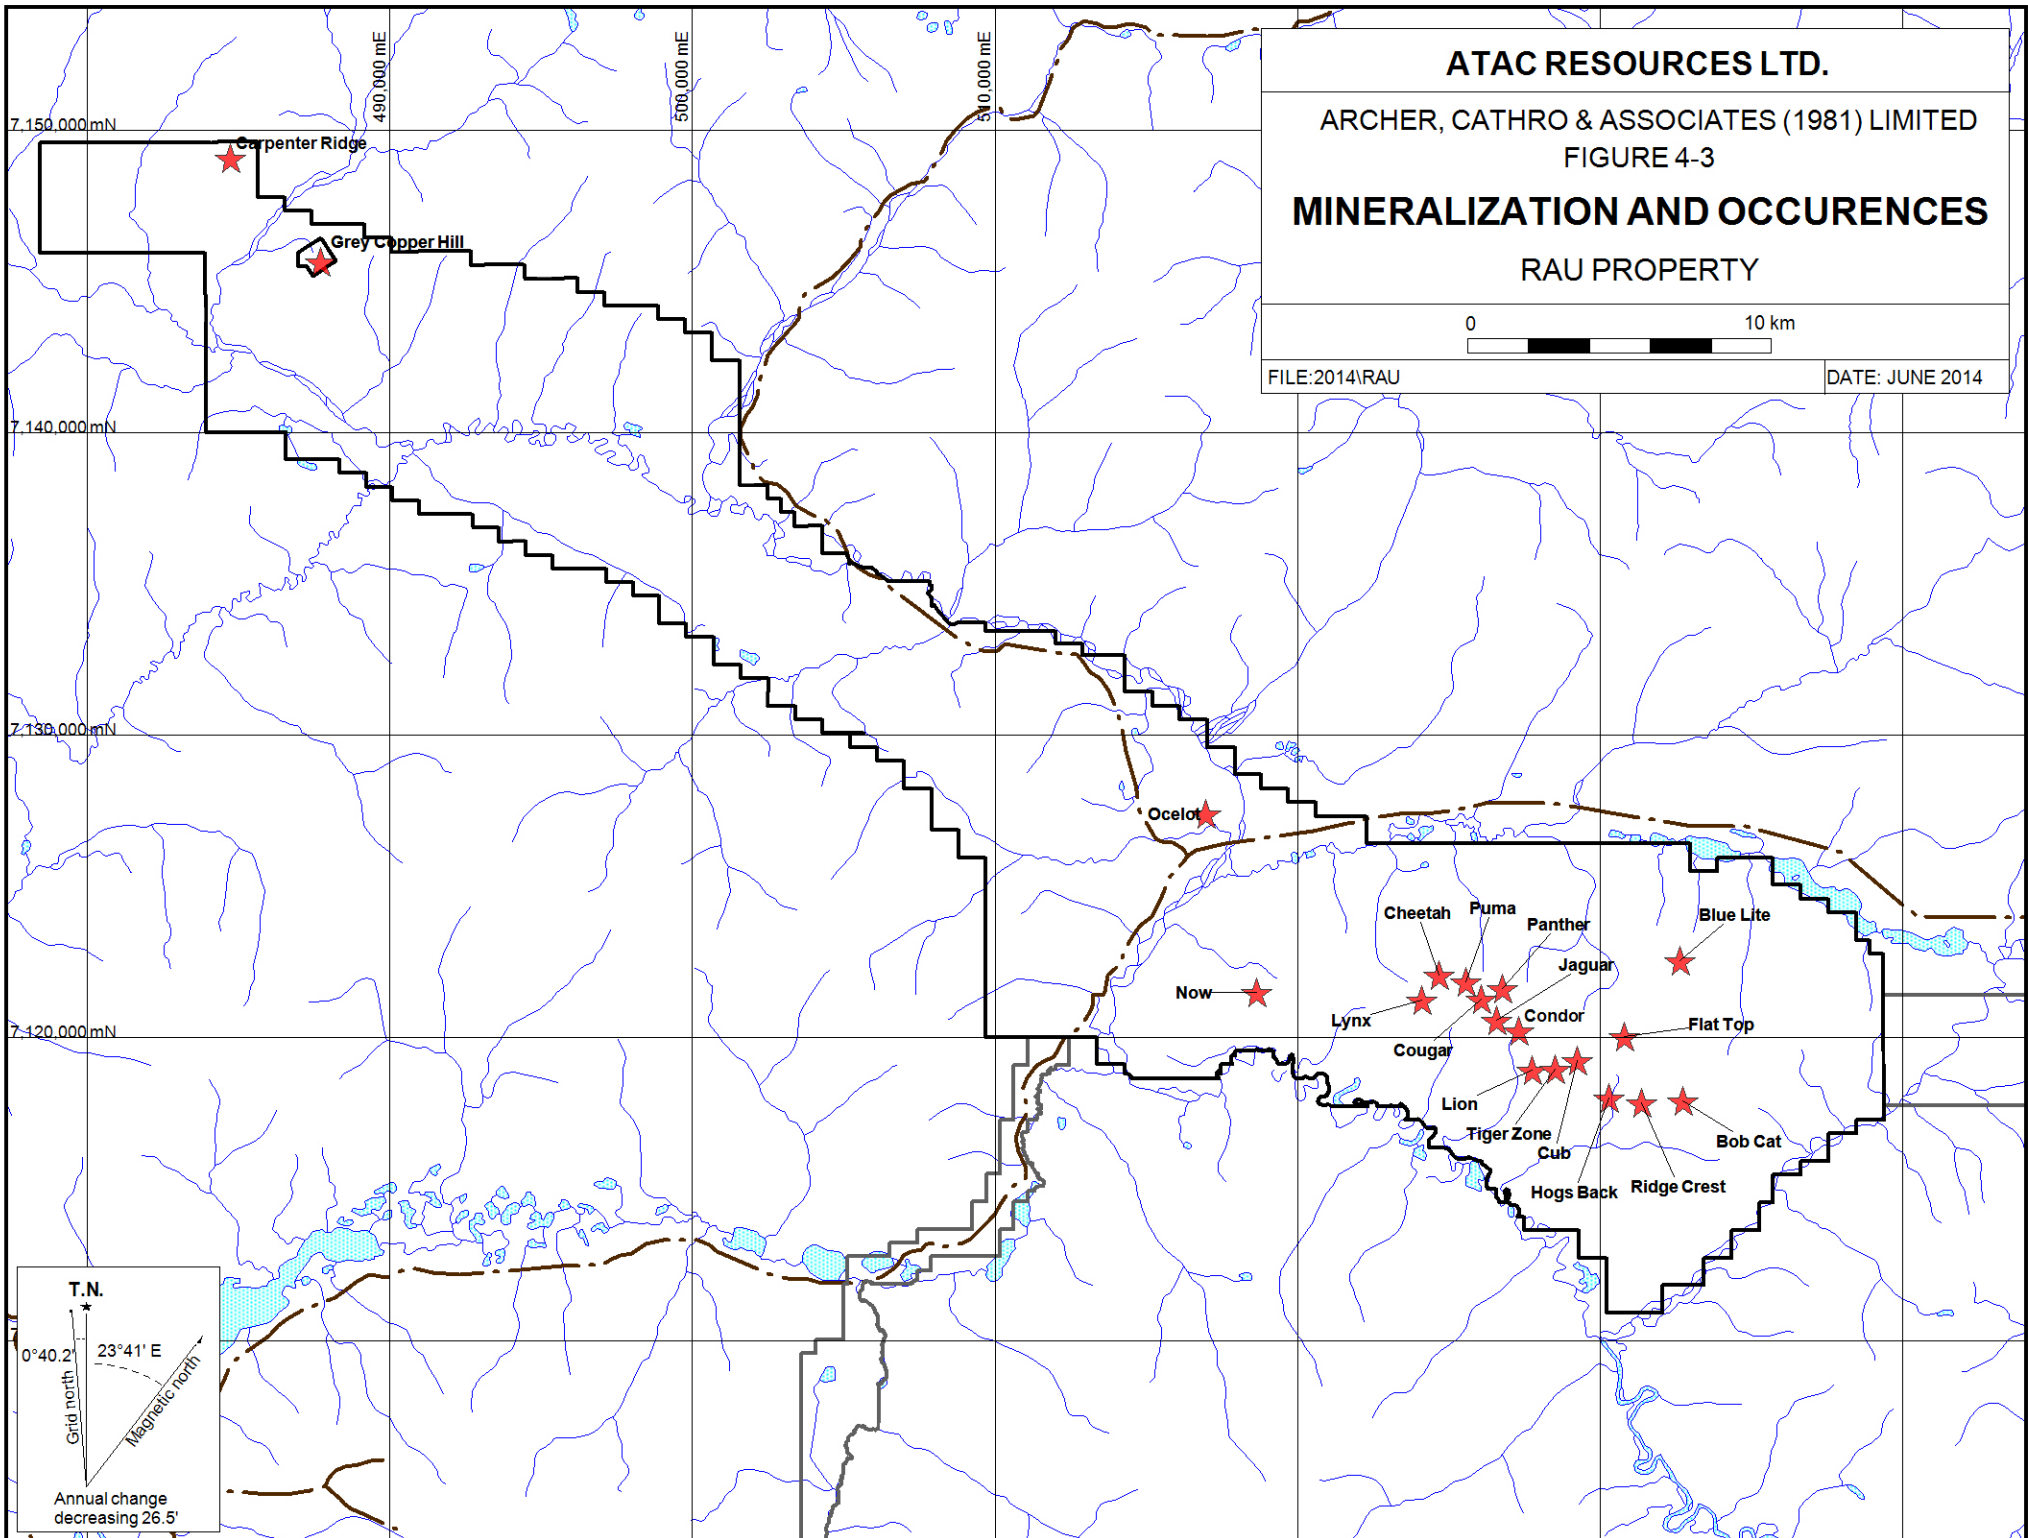 ATAC RESOURCES LTD.
ARCHER, CATHRO & ASSOCIATES (1981) LIMITED
FIGURE 4-3
MINERALIZATION AND OCCURENCES
RAU PROPERTY
0 10 km
FILE:2014\RAU DATE: JUNE 2014
490,000 mE
500,000 mE
510,000 mE
7,150,000 mN
Carpenter Ridge
Grey Copper Hill
7,140,000 mN
7,130,000 mN
Ocelot
Cheetah
Puma
Panther
Blue Lite
Jaguar
Now
Lynx
Condor
Flat Top
7,120,000 mN
Cougar
Lion
Tiger Zone
Cub
Bob Cat
Hogs Back
Ridge Crest
T.N.
0°40.2'
23°41' E
Grid north
Magnetic north
Annual change
decreasing 26.5'